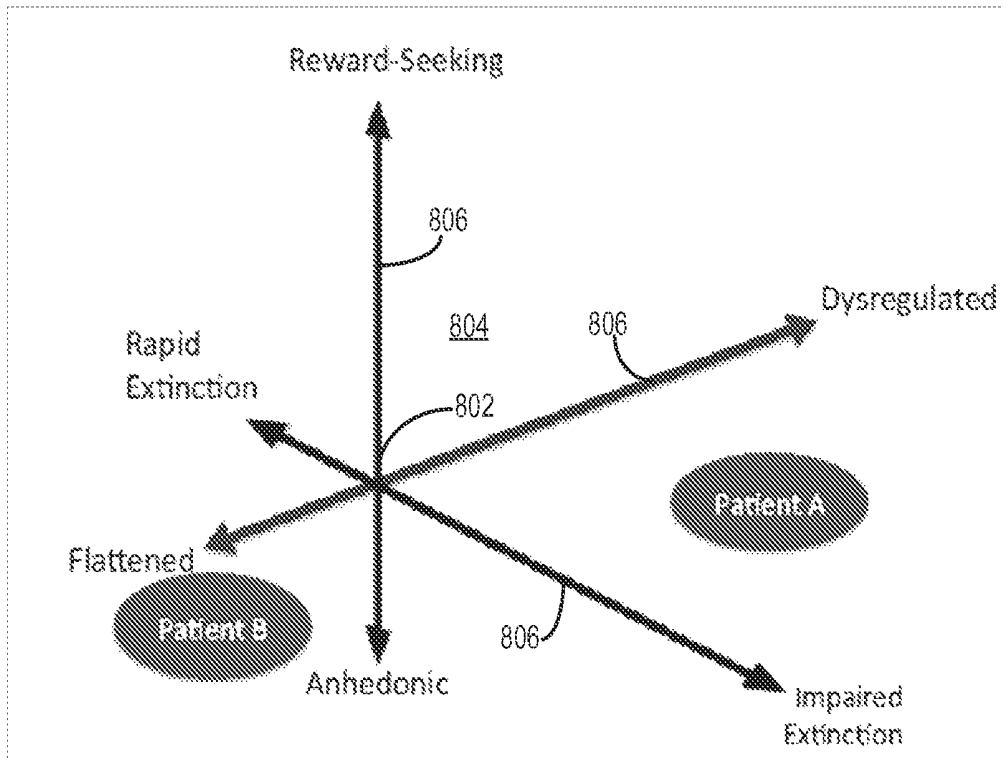 Reward-Seeking
806
Dysregulated
806
804
Rapid
Extinction
802
Patient A
Flattened
Patient B
806
Anhedonic
Impaired
Extinction